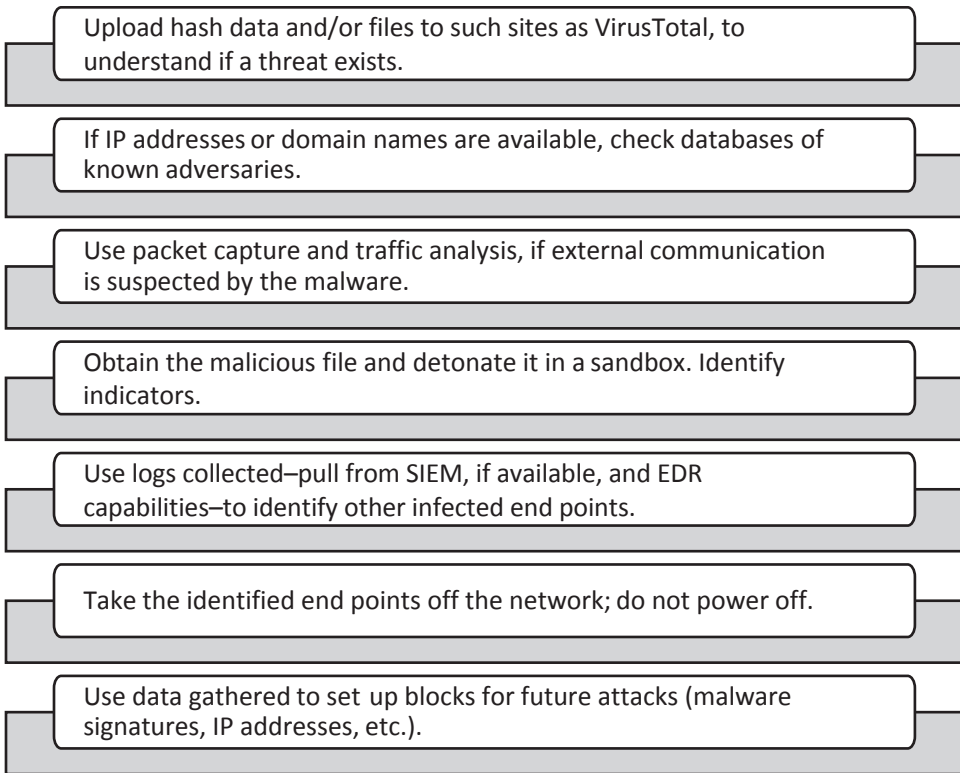 Upload hash data and/or files to such sites as VirusTotal, to
understand if a threat exists.
If IP addresses or domain names are available, check databases of
known adversaries.
Use packet capture and traffic analysis, if external communication
is suspected by the malware.
Obtain the malicious file and detonate it in a sandbox. Identify
indicators.
Use logs collected–pull from SIEM, if available, and EDR
capabilities–to identify other infected end points.
Take the identified end points off the network; do not power off.
Use data gathered to set up blocks for future attacks (malware
signatures, IP addresses, etc.).